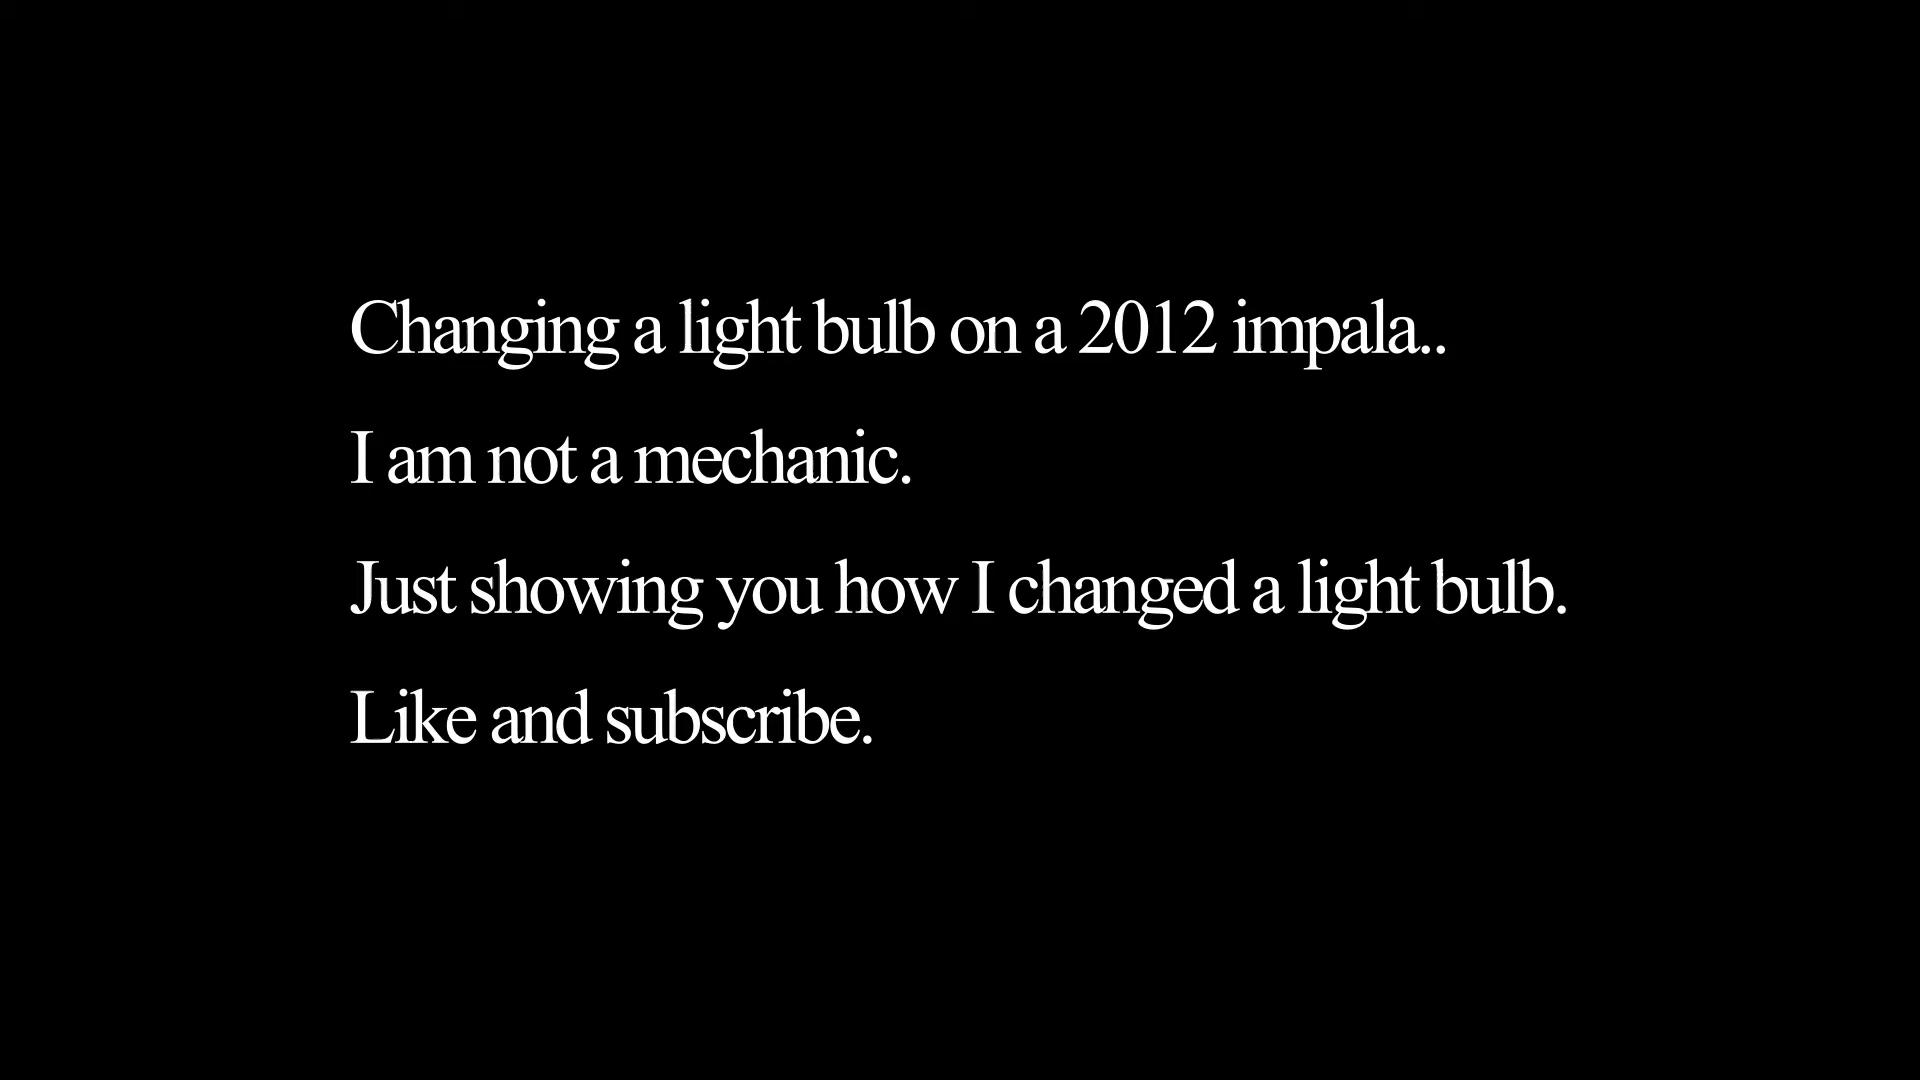 Changing a light bulb on a 2012 impala..
I am not a mechanic.
Just showing you how I changed a light bulb.
Like and subscribe.